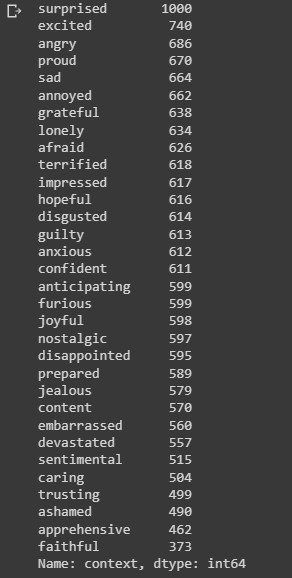 surprised 1000
excited 740
angry 686
proud 670
sad 664
annoyed 662
grateful 638
lonely 634
afraid 626
terrified 618
impressed 617
hopeful 616
disgusted 614
guilty 613
anxious 612
confident 611
anticipating 599
furious 599
joyful 598
nostalgic 597
disappointed 595
prepared 589
jealous 579
content 570
embarrassed 560
devastated 557
sentimental 515
caring 504
trusting 499
ashamed 490
apprehensive 462
faithful 373
Name: context, dtype: int64